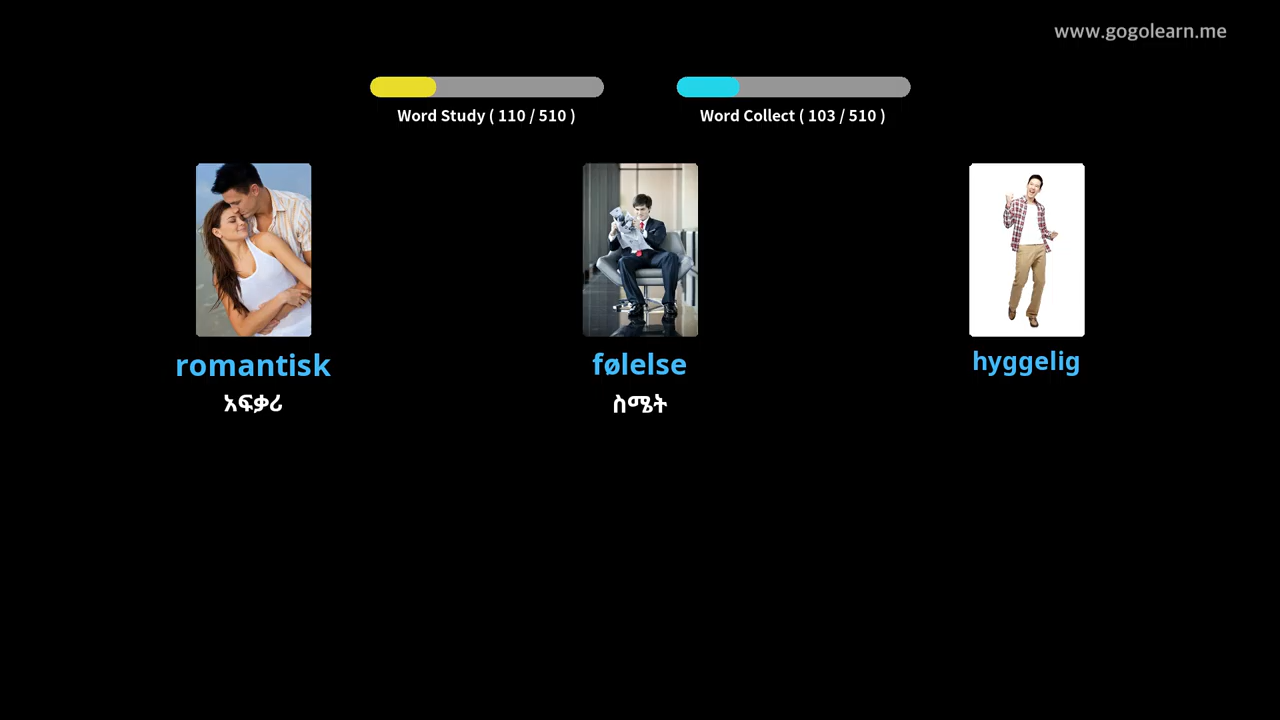 www.gogolearn.me
Word Study ( 110 / 510 )
Word Collect ( 103 / 510 )
romantisk
følelse
hyggelig
አፍቃሪ
ስሜት